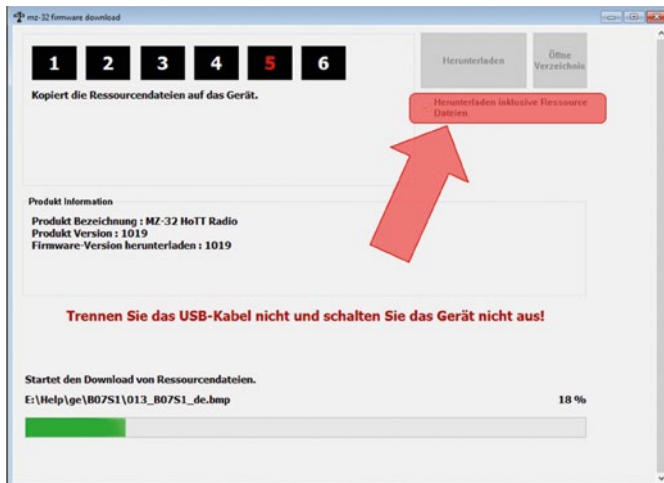 mz-32 firmware download
1 2 3 4 5 6
Herunterladen
Öffne
Verzeichnis
Kopiert die Ressourcendateien auf das Gerät.
Herunterladen inklusive Ressource
Dateien
Produkt Information
Produkt Bezeichnung : MZ-32 HoTT Radio
Produkt Version : 1019
Firmware-Version herunterladen : 1019
Trennen Sie das USB-Kabel nicht und schalten Sie das Gerät nicht aus!
Startet den Download von Ressourcendateien.
E:\Help\ge\B07S1\013_B07S1_de.bmp 18 %